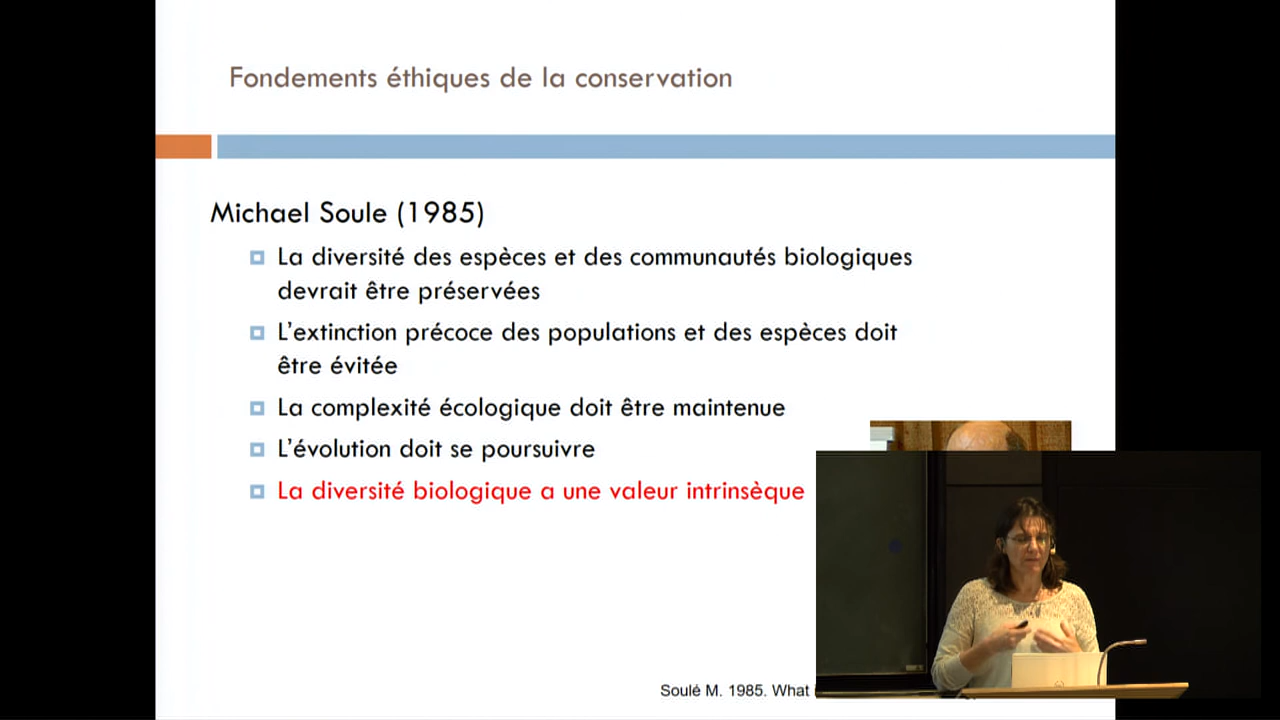 Fondements éthiques de la conservation
Michael Soule (1985)
La diversité des espèces et des communautés biologiques
devrait être préservées
L'extinction précoce des populations et des espèces doit
être évitée
La complexité écologique doit être maintenue
L'évolution doit se poursuivre
La diversité biologique a une valeur intrinsèque
Soulé M. 1985. What